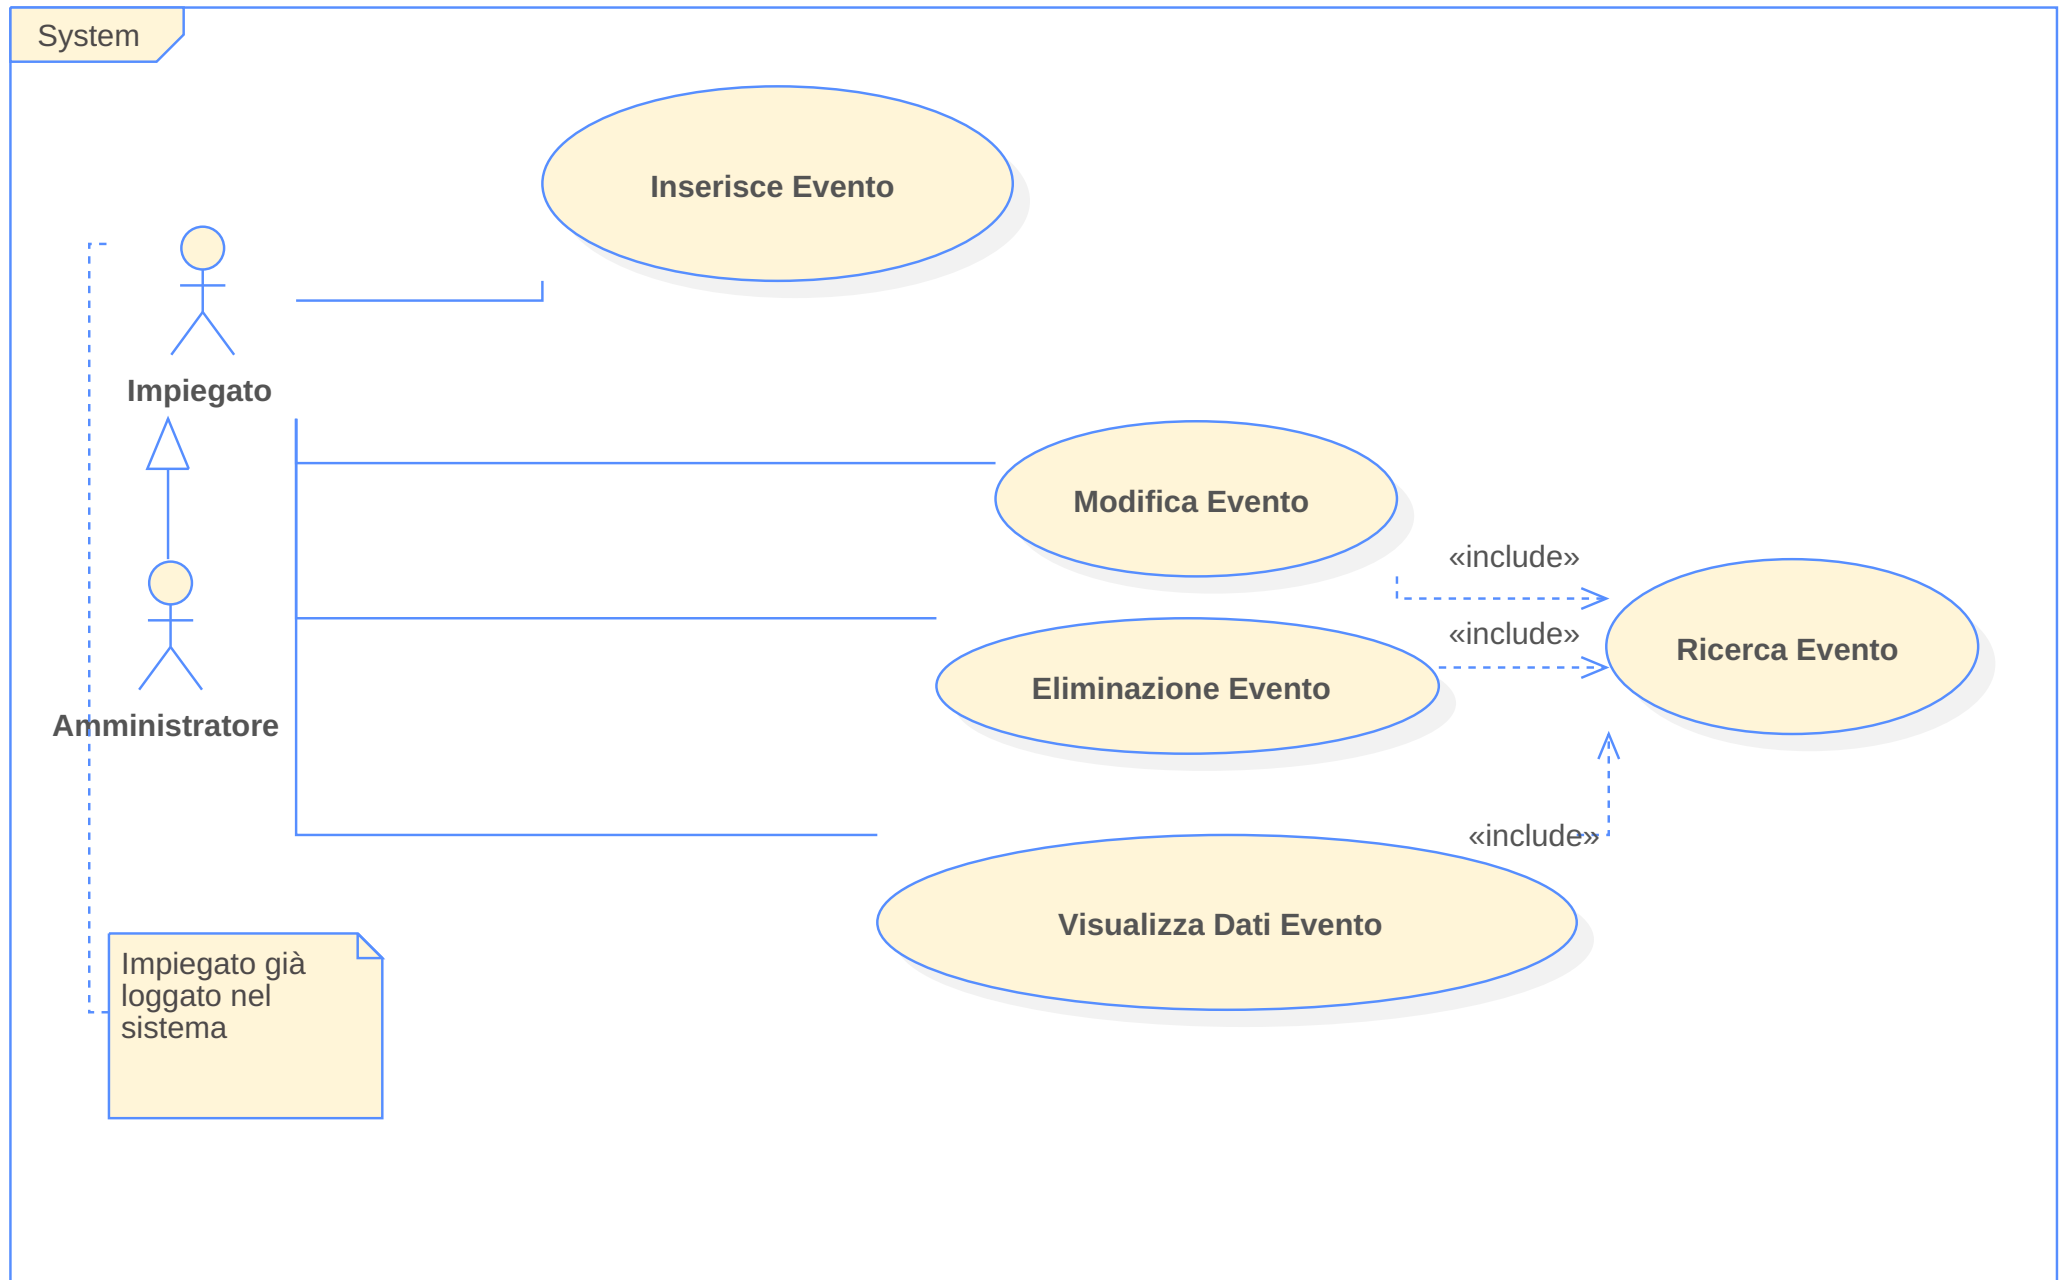 System
Inserisce Evento
Impiegato
Modifica Evento
«include»
«include»
Ricerca Evento
Eliminazione Evento
Amministratore
«include»
Visualizza Dati Evento
Impiegato già
loggato nel
sistema